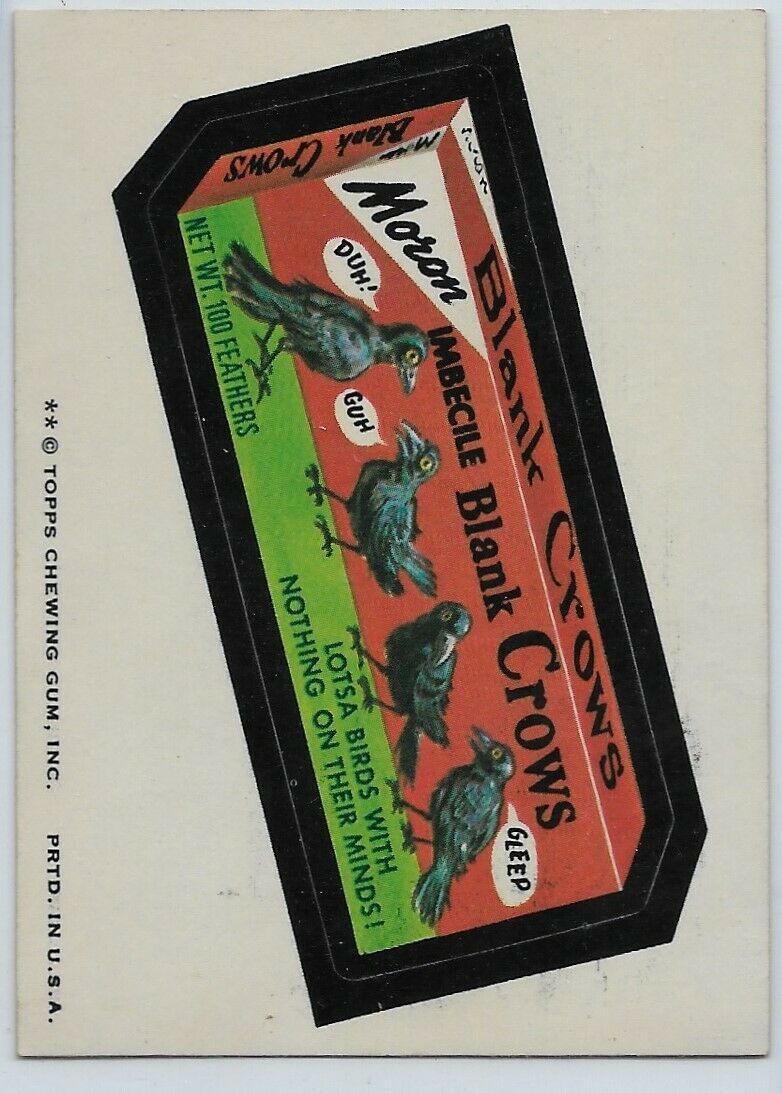 Blank Crows
Moron
Blank Crows
IMBECILE Blank Crows
DUH!
GUH
GLEEP
NET WT. 100 FEATHERS
LOTSA BIRDS WITH
NOTHING ON THEIR MINDS!
** © TOPPS CHEWING GUM, INC. PRTD. IN U.S.A.